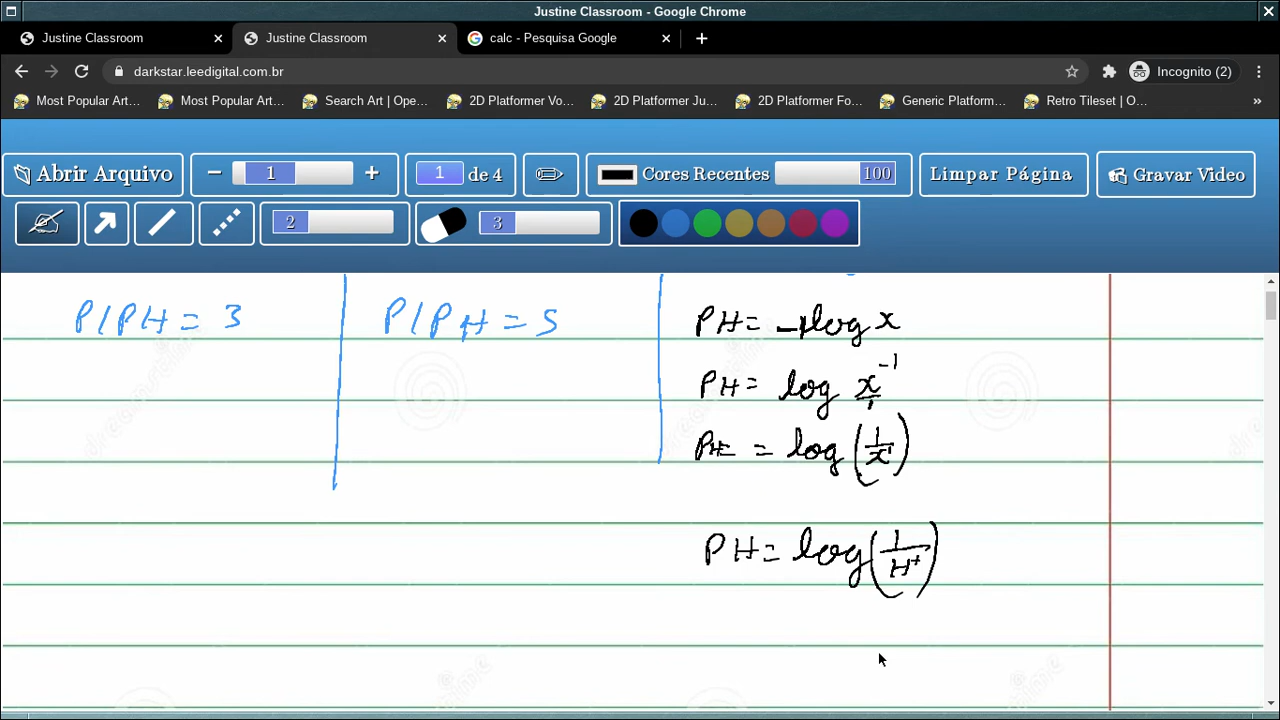 Justine Classroom - Google Chrome
Justine Classroom
Justine Classroom
calc - Pesquisa Google
darkstar.leedigital.com.br
Incognito (2)
Most Popular Art...
Most Popular Art...
Search Art | Ope...
2D Platformer Vo...
2D Platformer Ju...
2D Platformer Fo...
Generic Platform...
Retro Tileset | O...
Abrir Arquivo
− 1 +
1 de 4
Cores Recentes 100
Limpar Página
Gravar Video
2
3
P/PH = 3
P/PH = 5
PH = -1log x
PH = log x^-1/1
PH = log (1/x^1)
PH = log (1/H^+)